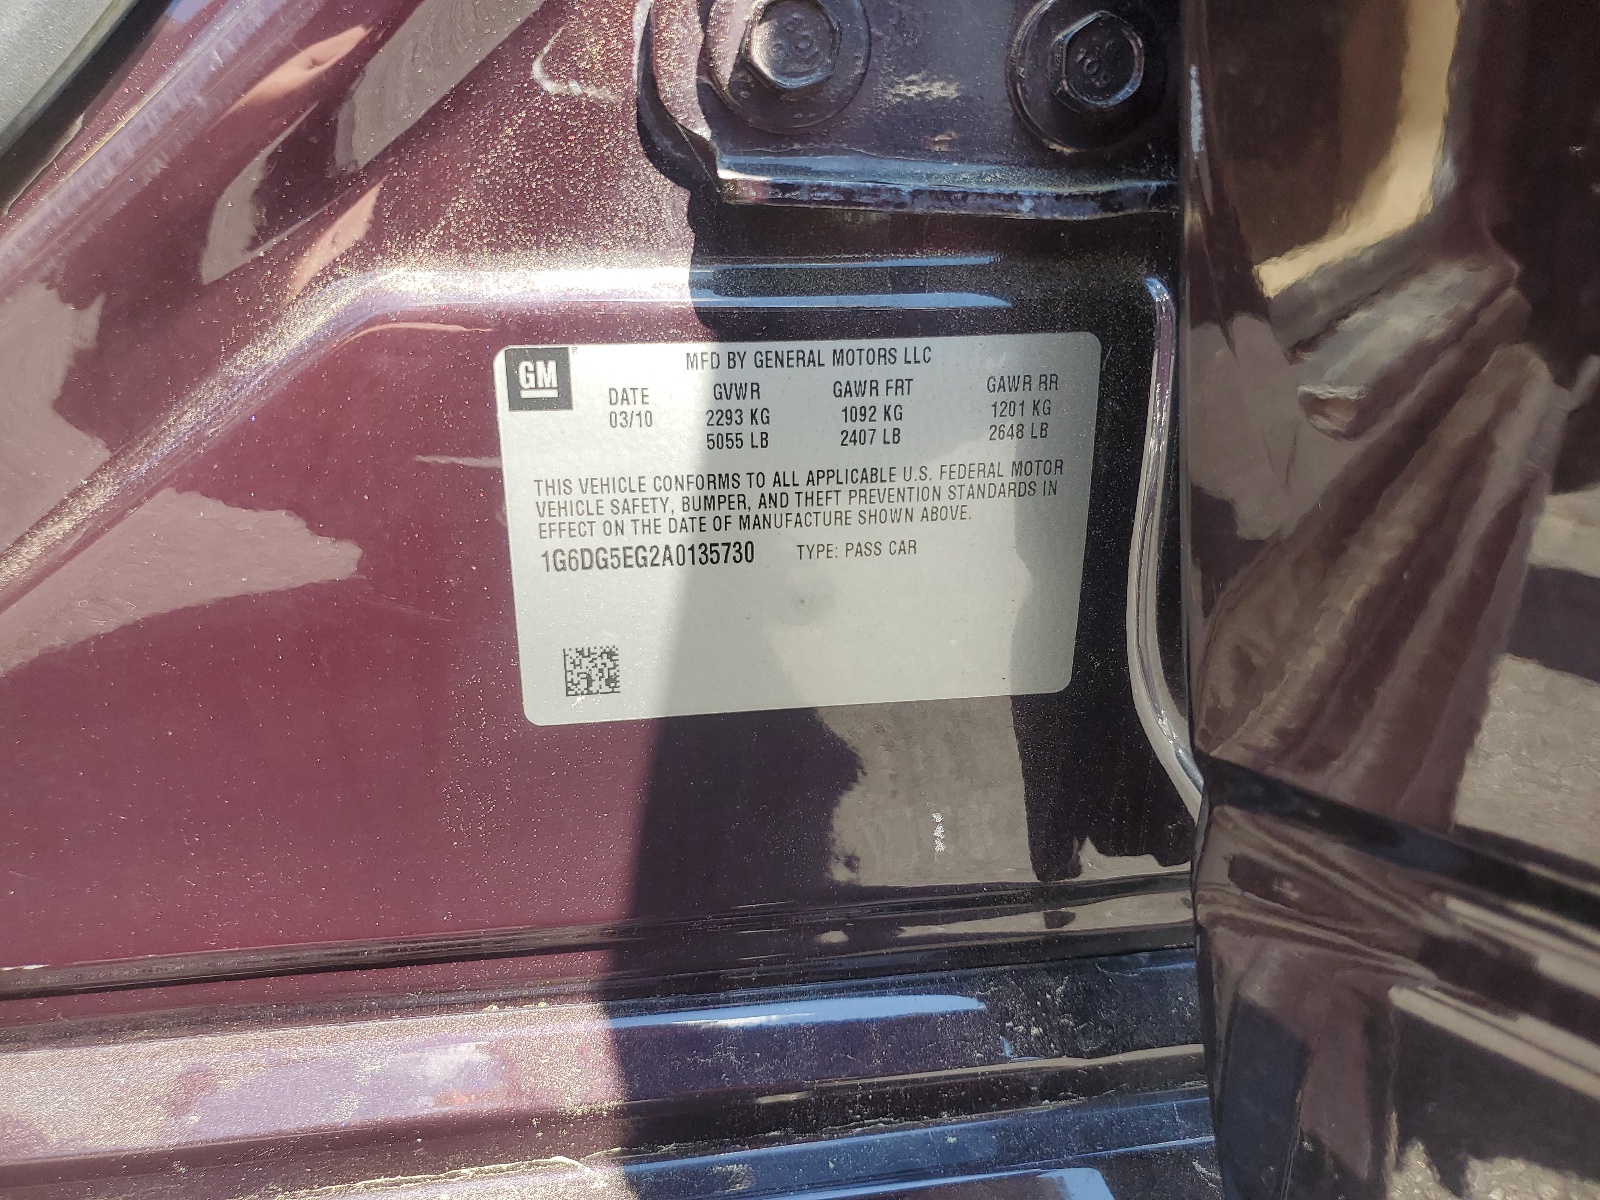 GM
MFD BY GENERAL MOTORS LLC
DATE GVWR GAWR FRT GAWR RR
03/10 2293 KG 1092 KG 1201 KG
5055 LB 2407 LB 2648 LB
THIS VEHICLE CONFORMS TO ALL APPLICABLE U.S. FEDERAL MOTOR
VEHICLE SAFETY, BUMPER, AND THEFT PREVENTION STANDARDS IN
EFFECT ON THE DATE OF MANUFACTURE SHOWN ABOVE.
1G6DG5EG2A0135730 TYPE: PASS CAR